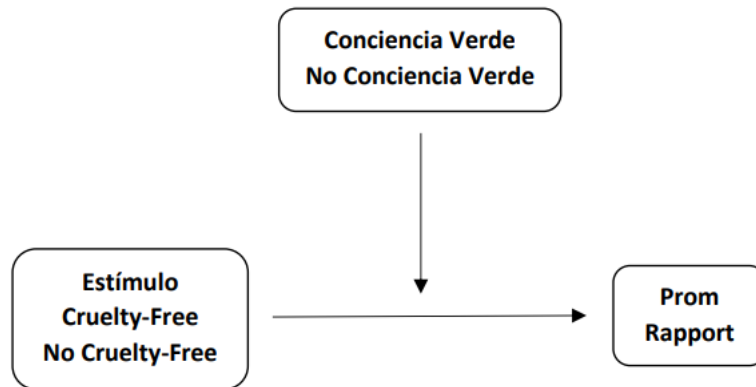 Conciencia Verde
No Conciencia Verde
Estímulo
Cruelty-Free
No Cruelty-Free
Prom
Rapport